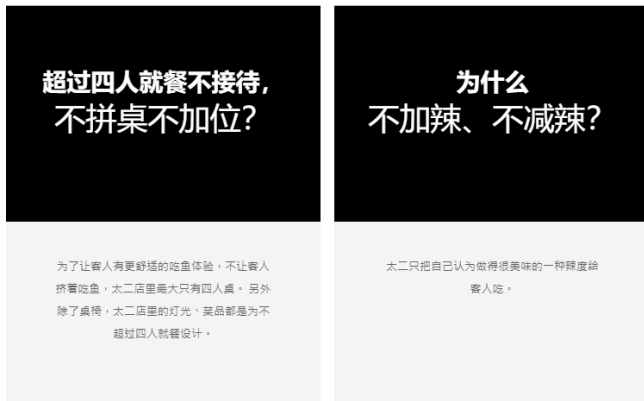 超过四人就餐不接待，
不拼桌不加位？
为了让客人有更舒适的吃鱼体验，不让客人
挤着吃鱼，太二店里最大只有四人桌。 另外
除了桌椅，太二店里的灯光、菜品都是为不
超过四人就餐设计。
为什么
不加辣、不减辣？
太二只把自己认为做得很美味的一种辣度给
客人吃。